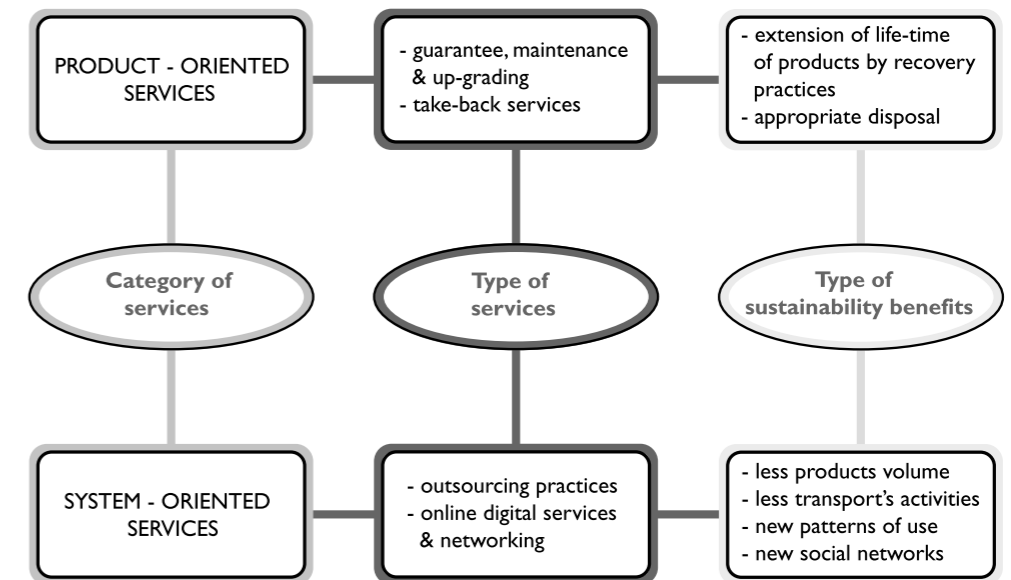 PRODUCT - ORIENTED
SERVICES
- guarantee, maintenance
& up-grading
- take-back services
- extension of life-time
of products by recovery
practices
- appropriate disposal
Category of
services
Type of
services
Type of
sustainability benefits
SYSTEM - ORIENTED
SERVICES
- outsourcing practices
- online digital services
& networking
- less products volume
- less transport's activities
- new patterns of use
- new social networks